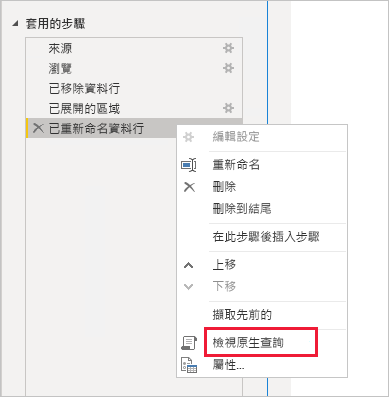 套用的步驟
來源
瀏覽
已移除資料行
已展開的區域
已重新命名資料行
編輯設定
重新命名
刪除
刪除到結尾
在此步驟後插入步驟
上移
下移
擷取先前的
檢視原生查詢
屬性...